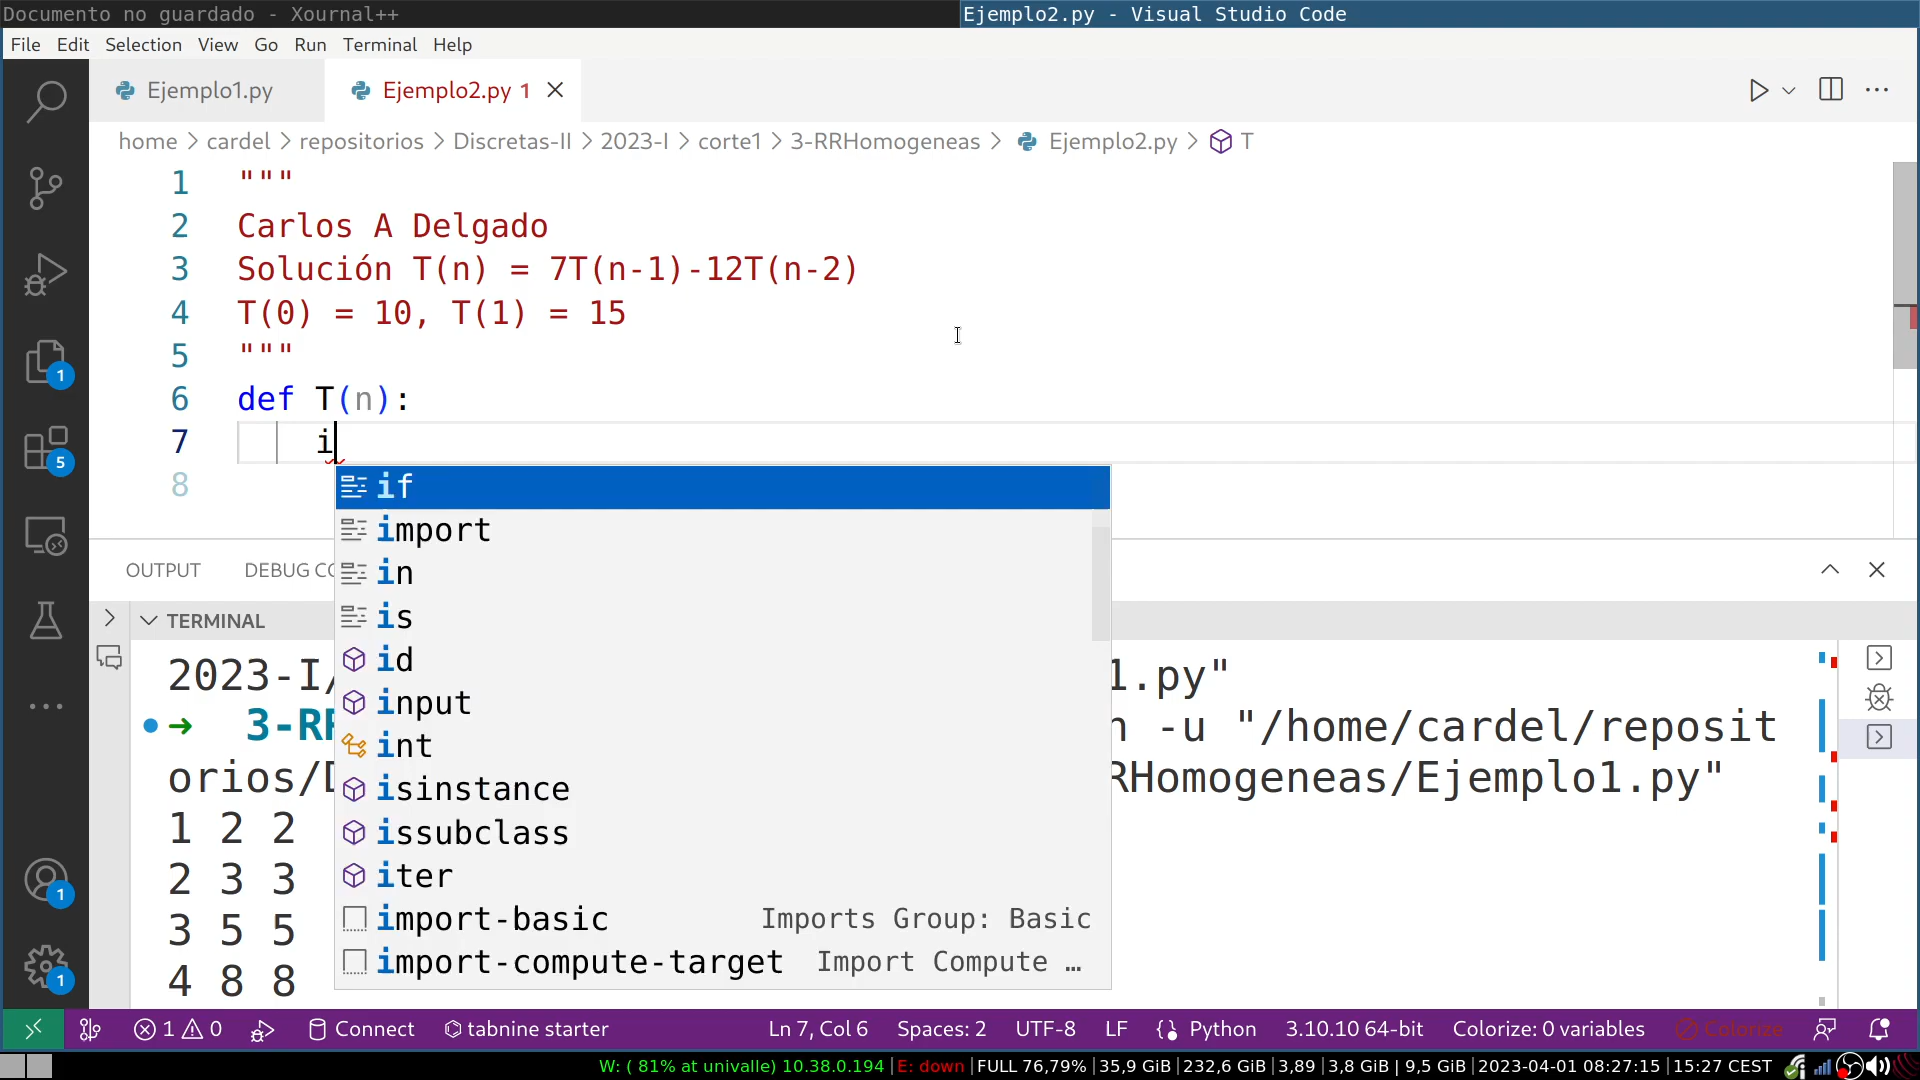 Documento no guardado - Xournal++
Ejemplo2.py - Visual Studio Code
File Edit Selection View Go Run Terminal Help
Ejemplo1.py
Ejemplo2.py 1
home > cardel > repositorios > Discretas-II > 2023-I > corte1 > 3-RRHomogeneas > Ejemplo2.py > T
1 """
2 Carlos A Delgado
3 Solución T(n) = 7T(n-1)-12T(n-2)
4 T(0) = 10, T(1) = 15
5 """
6 def T(n):
7 i
8
if
import
in
is
id
input
int
isinstance
issubclass
iter
import-basic Imports Group: Basic
import-compute-target Import Compute …
OUTPUT DEBUG CO
TERMINAL
2023-I/ 1.py"
3-RR -u "/home/cardel/reposit
orios/D RHomogeneas/Ejemplo1.py"
1 2 2
2 3 3
3 5 5
4 8 8
1
5
1
1
1 0 Connect tabnine starter Ln 7, Col 6 Spaces: 2 UTF-8 LF Python 3.10.10 64-bit Colorize: 0 variables Colorize
W: ( 81% at univalle) 10.38.0.194 |E: down |FULL 76,79% |35,9 GiB |232,6 GiB |3,89 |3,8 GiB | 9,5 GiB |2023-04-01 08:27:15 |15:27 CEST